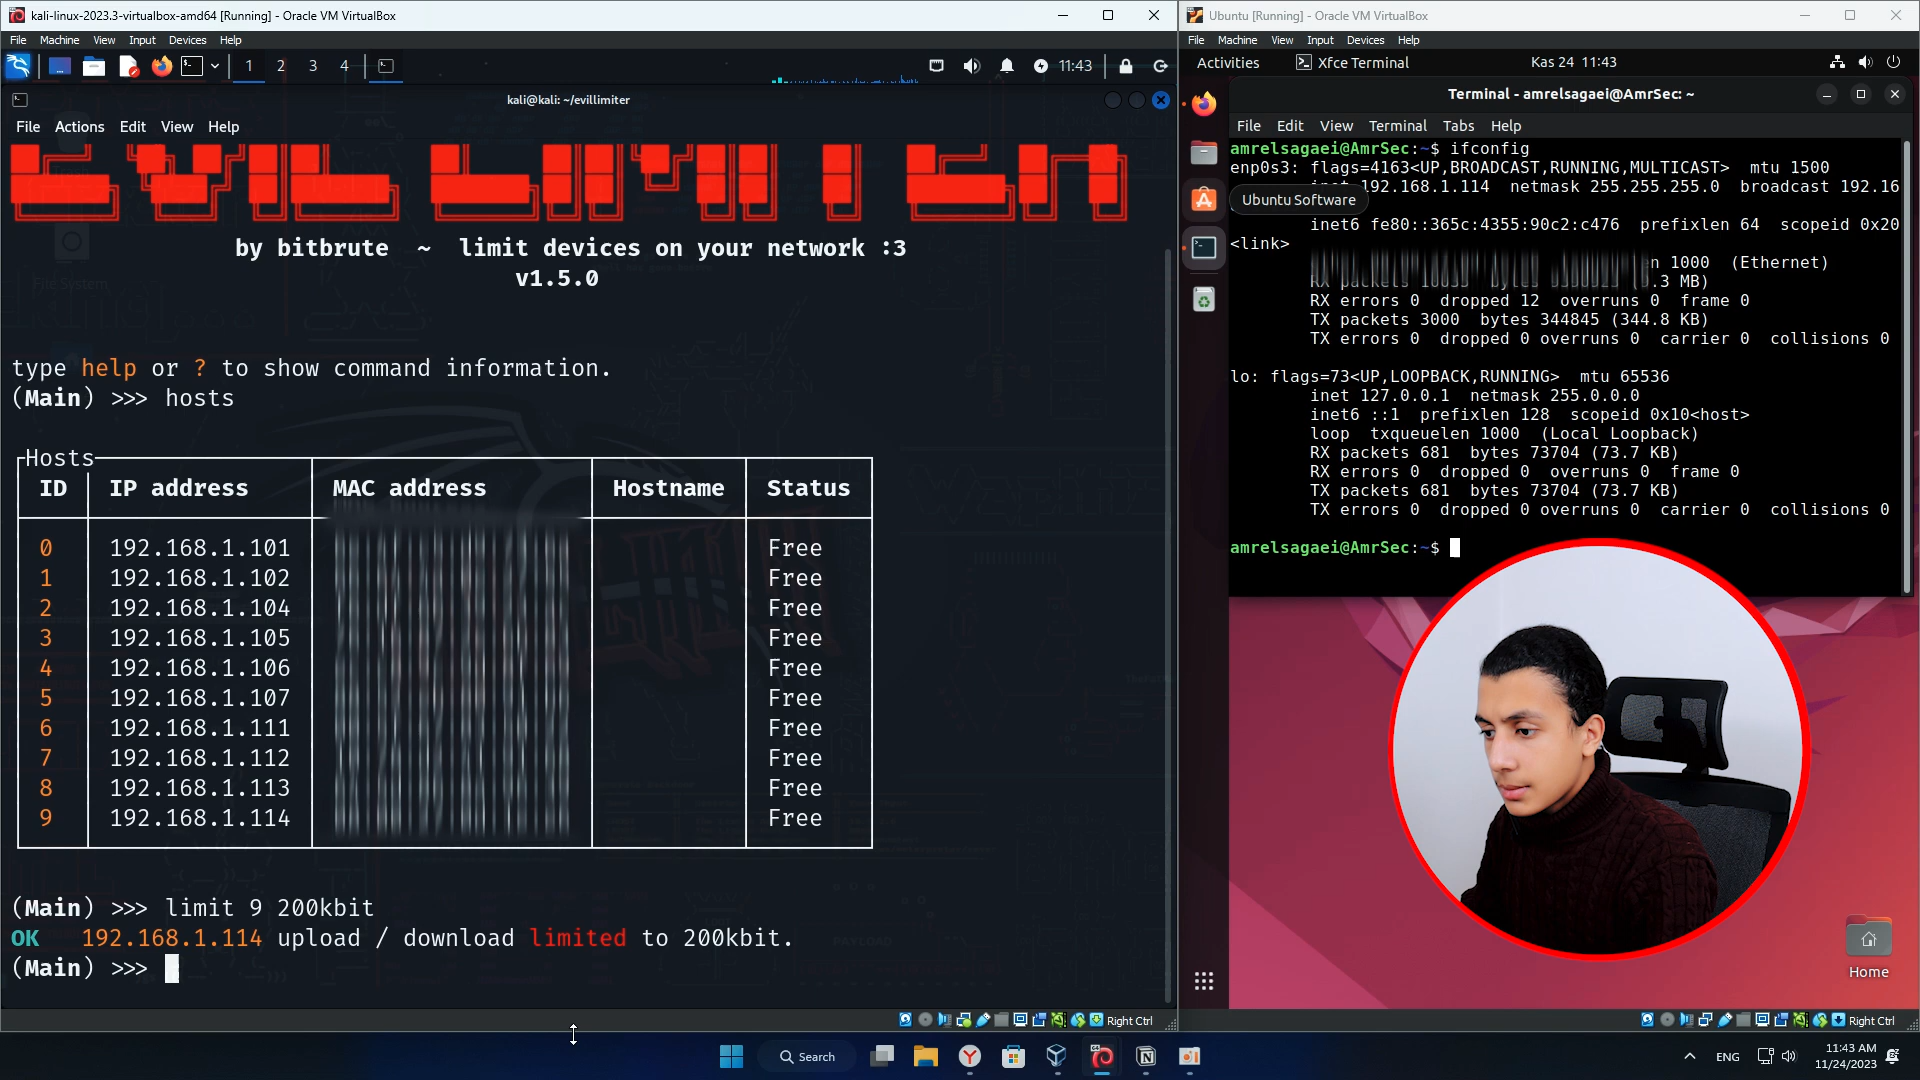 kali-linux-2023.3-virtualbox-amd64 [Running] - Oracle VM VirtualBox
File Machine View Input Devices Help
1 2 3 4
11:43
kali@kali: ~/evillimiter
File Actions Edit View Help
by bitbrute ~ limit devices on your network :3
v1.5.0
type help or ? to show command information.
(Main) >>> hosts
Hosts
ID IP address MAC address Hostname Status
0 192.168.1.101 Free
1 192.168.1.102 Free
2 192.168.1.104 Free
3 192.168.1.105 Free
4 192.168.1.106 Free
5 192.168.1.107 Free
6 192.168.1.111 Free
7 192.168.1.112 Free
8 192.168.1.113 Free
9 192.168.1.114 Free
(Main) >>> limit 9 200kbit
OK 192.168.1.114 upload / download limited to 200kbit.
(Main) >>>
Right Ctrl
Ubuntu [Running] - Oracle VM VirtualBox
File Machine View Input Devices Help
Activities Xfce Terminal Kas 24 11:43
Terminal - amrelsagaei@AmrSec: ~
File Edit View Terminal Tabs Help
amrelsagaei@AmrSec:~$ ifconfig
enp0s3: flags=4163<UP,BROADCAST,RUNNING,MULTICAST> mtu 1500
192.168.1.114 netmask 255.255.255.0 broadcast 192.16
Ubuntu Software
inet6 fe80::365c:4355:90c2:c476 prefixlen 64 scopeid 0x20
<link>
1000 (Ethernet)
.3 MB)
RX errors 0 dropped 12 overruns 0 frame 0
TX packets 3000 bytes 344845 (344.8 KB)
TX errors 0 dropped 0 overruns 0 carrier 0 collisions 0
lo: flags=73<UP,LOOPBACK,RUNNING> mtu 65536
inet 127.0.0.1 netmask 255.0.0.0
inet6 ::1 prefixlen 128 scopeid 0x10<host>
loop txqueuelen 1000 (Local Loopback)
RX packets 681 bytes 73704 (73.7 KB)
RX errors 0 dropped 0 overruns 0 frame 0
TX packets 681 bytes 73704 (73.7 KB)
TX errors 0 dropped 0 overruns 0 carrier 0 collisions 0
amrelsagaei@AmrSec:~$
Home
Right Ctrl
Search
ENG
11:43 AM
11/24/2023